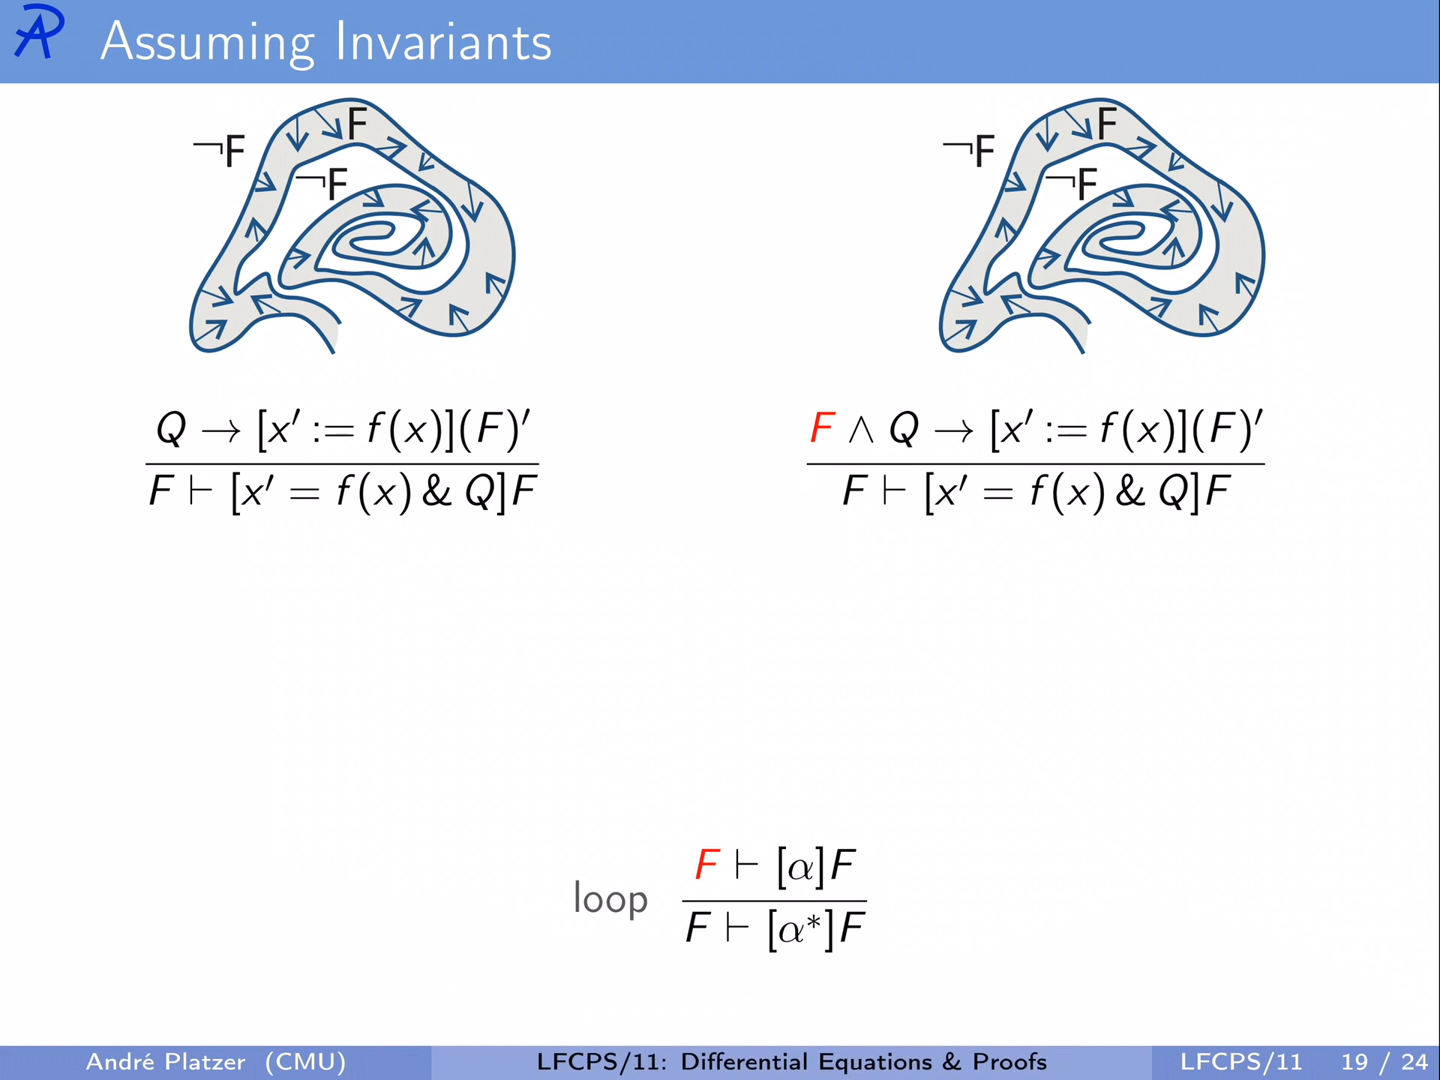 Assuming Invariants
¬F F ¬F
¬F F ¬F
Q → [x′ := f(x)](F)′
F ⊢ [x′ = f(x) & Q]F
F ∧ Q → [x′ := f(x)](F)′
F ⊢ [x′ = f(x) & Q]F
loop
F ⊢ [α]F
F ⊢ [α*]F
André Platzer (CMU) LFCPS/11: Differential Equations & Proofs LFCPS/11 19 / 24